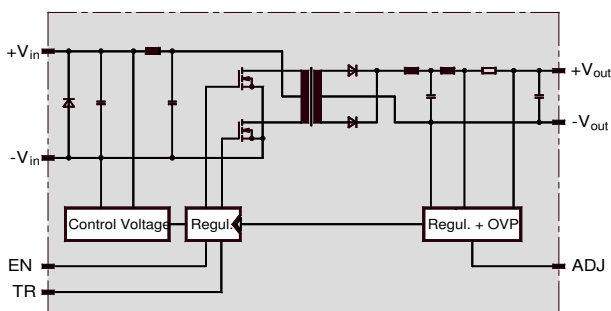 +Vin
+Vout
-Vin
-Vout
Control Voltage
Regul.
Regul. + OVP
EN
ADJ
TR